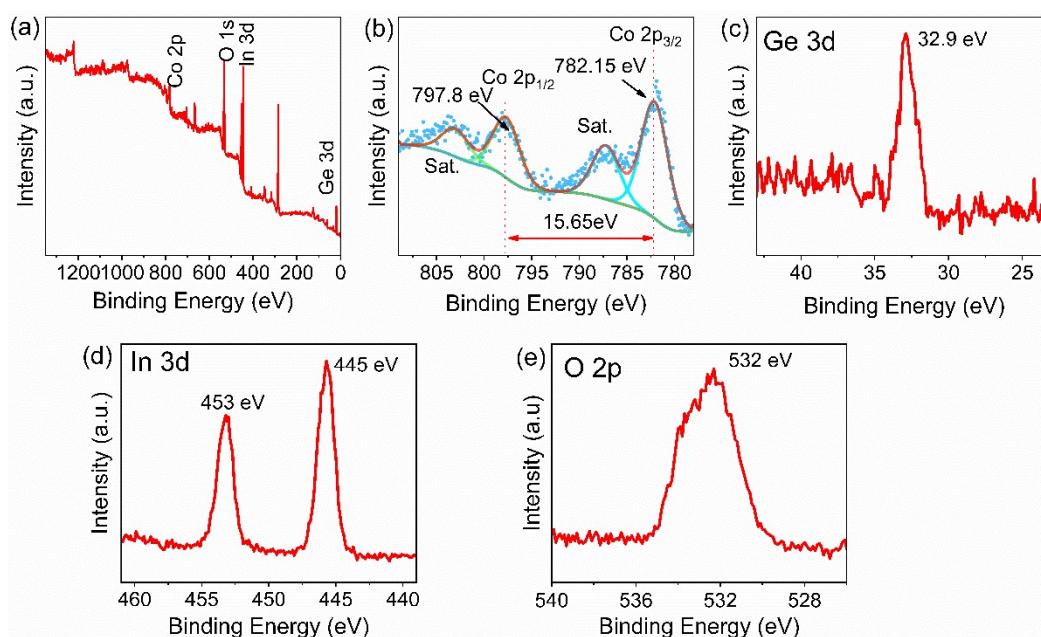 (a)
Co 2p
O 1s
In 3d
Ge 3d
Intensity (a.u.)
1200 1000 800 600 400 200 0
Binding Energy (eV)
(b)
Co 2p3/2
Co 2p1/2
782.15 eV
797.8 eV
Sat.
Sat.
15.65eV
Intensity (a.u.)
805 800 795 790 785 780
Binding Energy (eV)
(c)
Ge 3d
32.9 eV
Intensity (a.u.)
40 35 30 25
Binding Energy (eV)
(d)
In 3d
445 eV
453 eV
Intensity (a.u.)
460 455 450 445 440
Binding Energy (eV)
(e)
O 2p
532 eV
Intensity (a.u)
540 536 532 528
Binding Energy (eV)